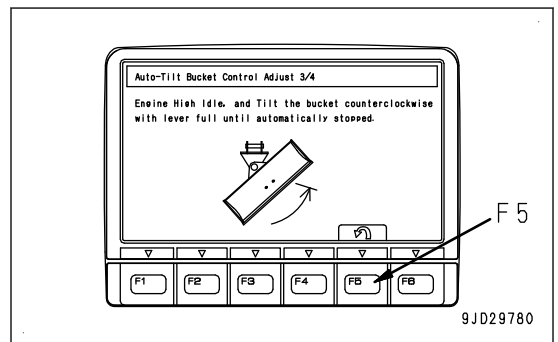 Auto-Tilt Bucket Control Adjust 3/4
Engine High Idle, and Tilt the bucket counterclockwise
with lever full until automatically stopped.
F5
F1 F2 F3 F4 F5 F6
9JD29780